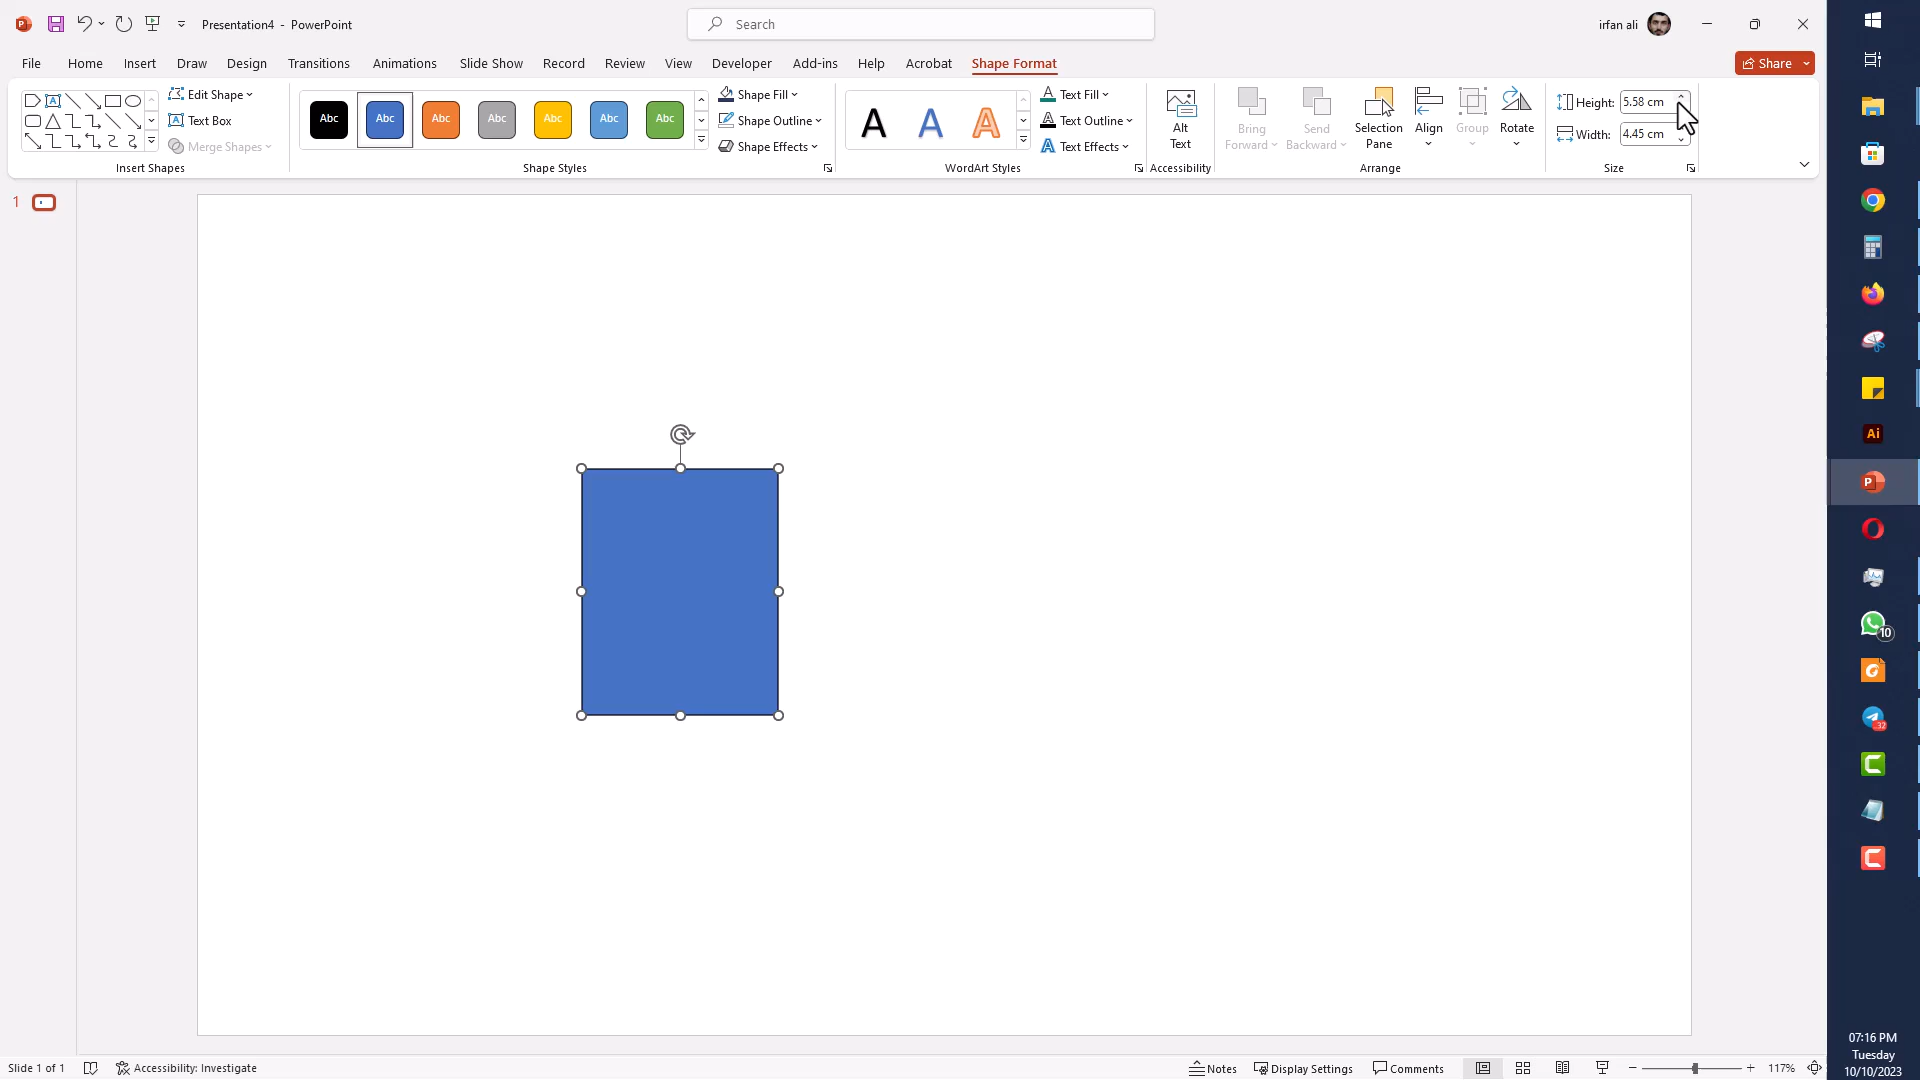 Presentation4 - PowerPoint
Search
irfan ali
File Home Insert Draw Design Transitions Animations Slide Show Record Review View Developer Add-ins Help Acrobat Shape Format
Share
Edit Shape
Text Box
Merge Shapes
Insert Shapes
Abc Abc Abc Abc Abc Abc Abc
Shape Fill
Shape Outline
Shape Effects
Shape Styles
A A A
Text Fill
Text Outline
Text Effects
WordArt Styles
Alt
Text
Accessibility
Bring
Forward
Send
Backward
Selection
Pane
Align
Group
Rotate
Arrange
Height: 5.58 cm
Width: 4.45 cm
Size
1
Ai
P
10
32
07:16 PM
Tuesday
10/10/2023
Slide 1 of 1
Accessibility: Investigate
Notes
Display Settings
Comments
117%